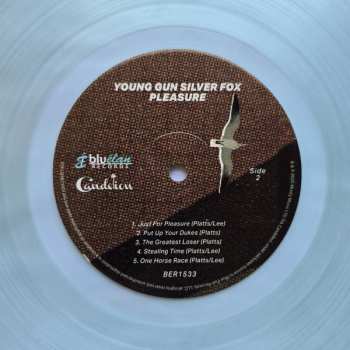 YOUNG GUN SILVER FOX
PLEASURE
bluélan
RECORDS
Candelion
Side
2
1. Just For Pleasure (Platts/Lee)
2. Put Up Your Dukes (Platts)
3. The Greatest Loser (Platts)
4. Stealing Time (Platts/Lee)
5. One Horse Race (Platts/Lee)
BER1533